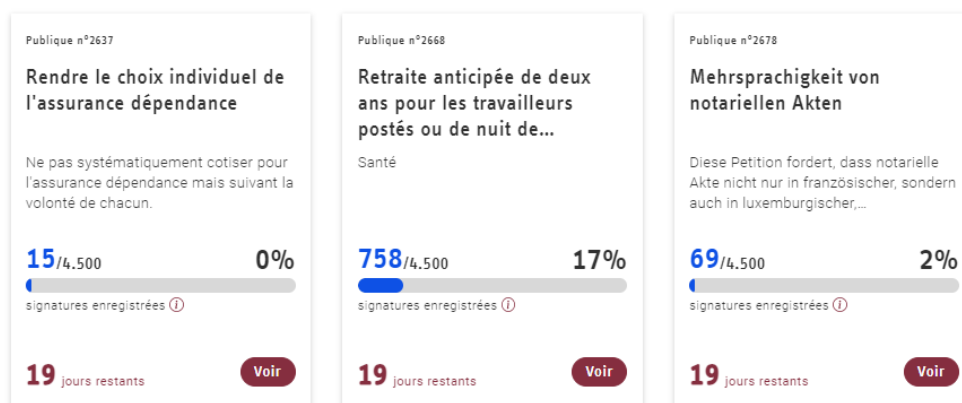 Publique n°2637
Rendre le choix individuel de
l'assurance dépendance
Ne pas systématiquement cotiser pour
l'assurance dépendance mais suivant la
volonté de chacun.
15/4.500 0%
signatures enregistrées i
19 jours restants Voir
Publique n°2668
Retraite anticipée de deux
ans pour les travailleurs
postés ou de nuit de...
Santé
758/4.500 17%
signatures enregistrées i
19 jours restants Voir
Publique n°2678
Mehrsprachigkeit von
notariellen Akten
Diese Petition fordert, dass notarielle
Akte nicht nur in französischer, sondern
auch in luxemburgischer,...
69/4.500 2%
signatures enregistrées i
19 jours restants Voir